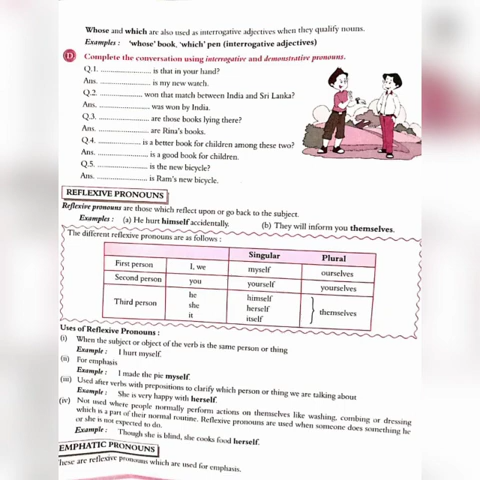 Whose and which are also used as interrogative adjectives when they qualify nouns.
Examples : 'whose' book, 'which' pen (interrogative adjectives)
D Complete the conversation using interrogative and demonstrative pronouns.
Q.1. ........................ is that in your hand?
Ans. ........................ is my new watch.
Q.2. ........................ won that match between India and Sri Lanka?
Ans. ........................ was won by India.
Q.3. ........................ are those books lying there?
Ans. ........................ are Rina's books.
Q.4. ........................ is a better book for children among these two?
Ans. ........................ is a good book for children.
Q.5. ........................ is the new bicycle?
Ans. ........................ is Ram's new bicycle.
REFLEXIVE PRONOUNS
Reflexive pronouns are those which reflect upon or go back to the subject.
Examples : (a) He hurt himself accidentally. (b) They will inform you themselves.
The different reflexive pronouns are as follows :
Singular Plural
First person I, we myself ourselves
Second person you yourself yourselves
Third person he himself themselves
she herself
it itself
Uses of Reflexive Pronouns :
(i) When the subject or object of the verb is the same person or thing
Example : I hurt myself.
(ii) For emphasis
Example : I made the pie myself.
(iii) Used after verbs with prepositions to clarify which person or thing we are talking about
Example : She is very happy with herself.
(iv) Not used where people normally perform actions on themselves like washing, combing or dressing
which is a part of their normal routine. Reflexive pronouns are used when someone does something he
or she is not expected to do.
Example : Though she is blind, she cooks food herself.
EMPHATIC PRONOUNS
These are reflexive pronouns which are used for emphasis.